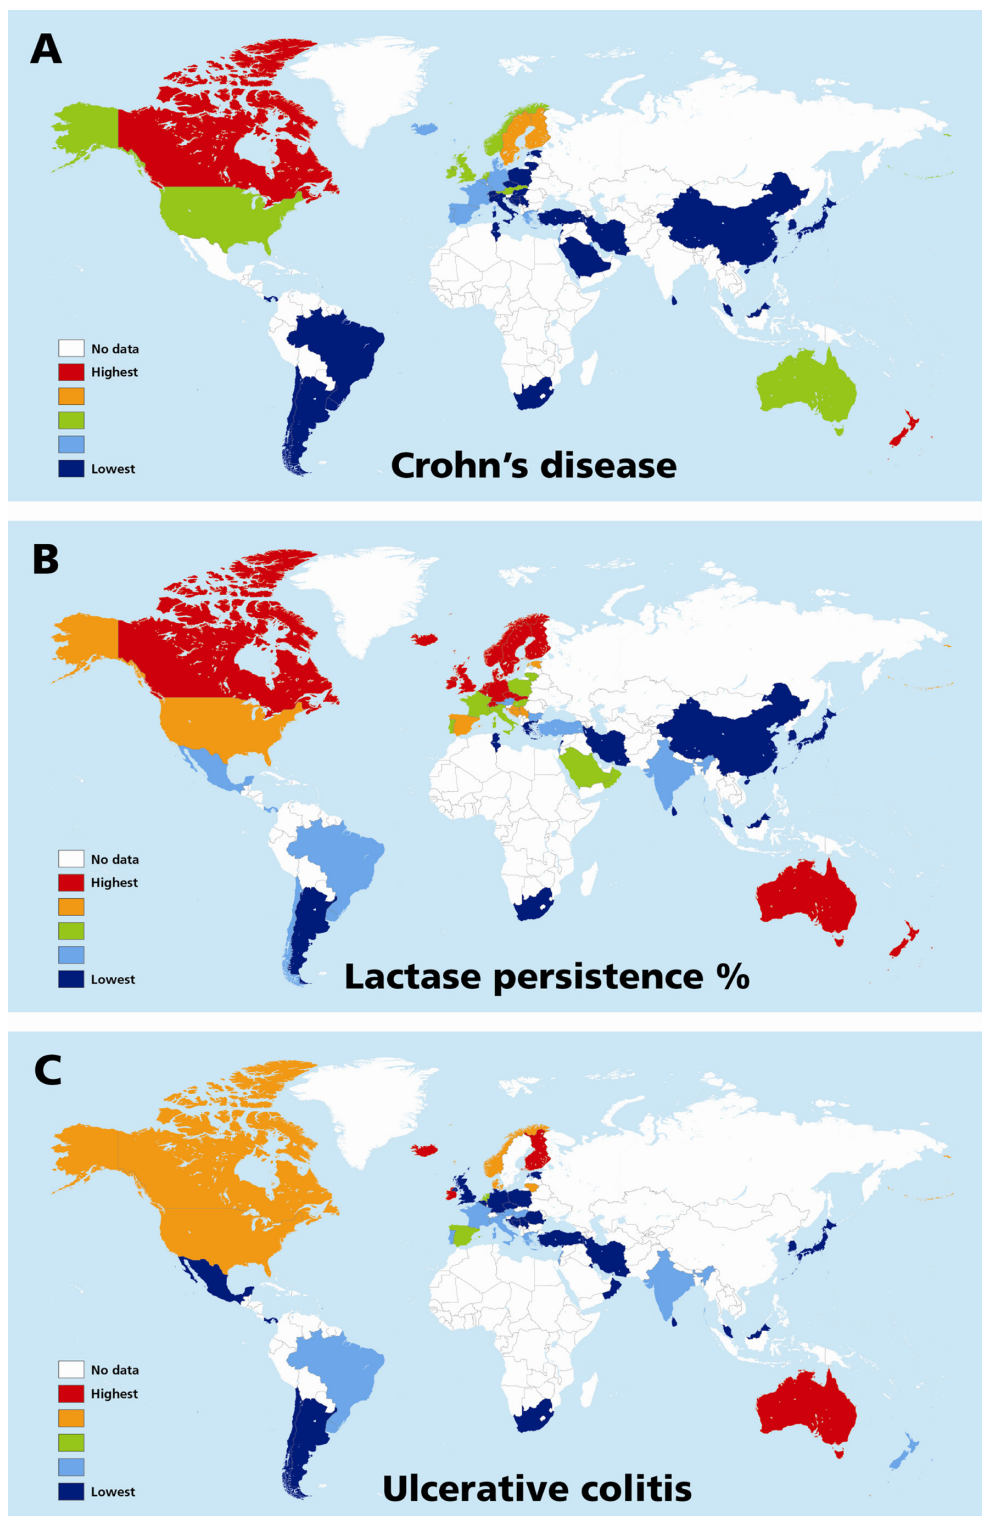 A
No data
Highest
Lowest
Crohn's disease
B
No data
Highest
Lowest
Lactase persistence %
C
No data
Highest
Lowest
Ulcerative colitis